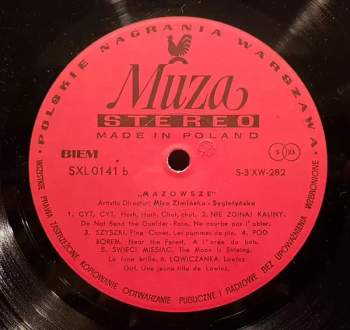 POLSKIE NAGRANIA WARSZAWA
Muza
STEREO
MADE IN POLAND
BIEM
S 33
SXL 0141 b
S-3 XW-282
„MAZOWSZE"
Artistic Director: Mira Zimińska - Sygietyńska
1. CYT, CYT. Hush, Hush. Chut, chut. 2. NIE ZGINAJ KALINY.
Do Not Bend the Guelder Rose. Ne courbe pas l'obier.
3. SZYSZKI. Pine Cones. Les pommes de pin. 4. POD
BOREM. Near the Forest. A l'orée du bois.
5. ŚWIECI MIESIĄC. The Moon is Shining.
La lune brille. 6. ŁOWICZANKA. Lowicz
Girl. Une jeune fille de Lowicz.
WSZELKIE PRAWA ZASTRZEŻONE KOPIOWANIE ODTWARZANIE PUBLICZNE I RADIOWE BEZ UPOWAŻNIENIA WZBRONIONE